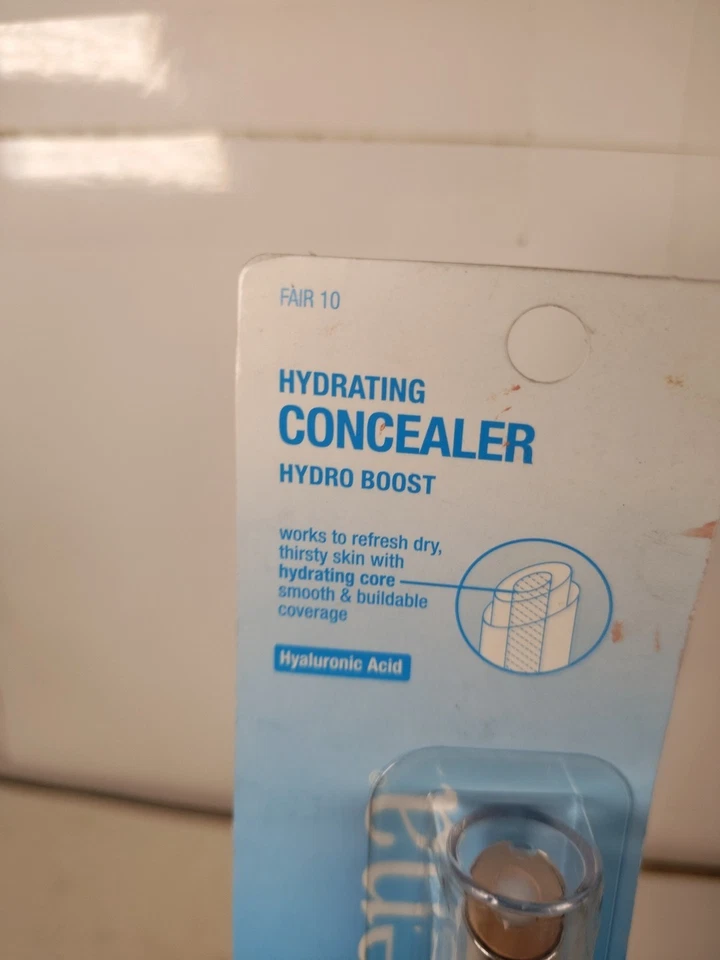 FAIR 10
HYDRATING
CONCEALER
HYDRO BOOST
works to refresh dry,
thirsty skin with
hydrating core
smooth & buildable
coverage
Hyaluronic Acid
ena